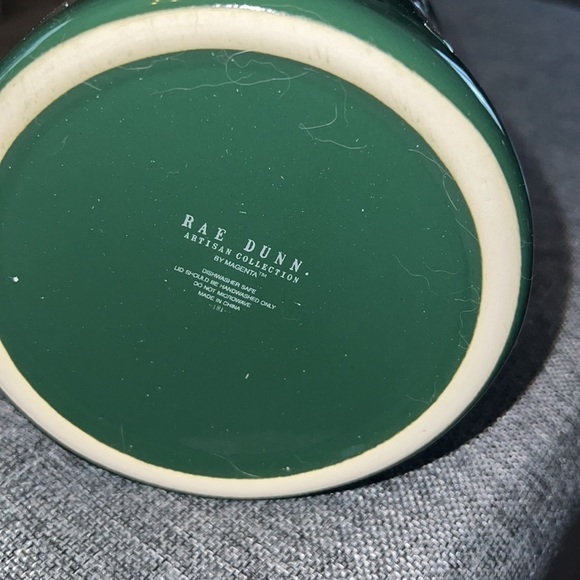 RAE DUNN.
ARTISAN COLLECTION
BY MAGENTA™
DISHWASHER SAFE
LID SHOULD BE HANDWASHED ONLY
DO NOT MICROWAVE
MADE IN CHINA
-181-